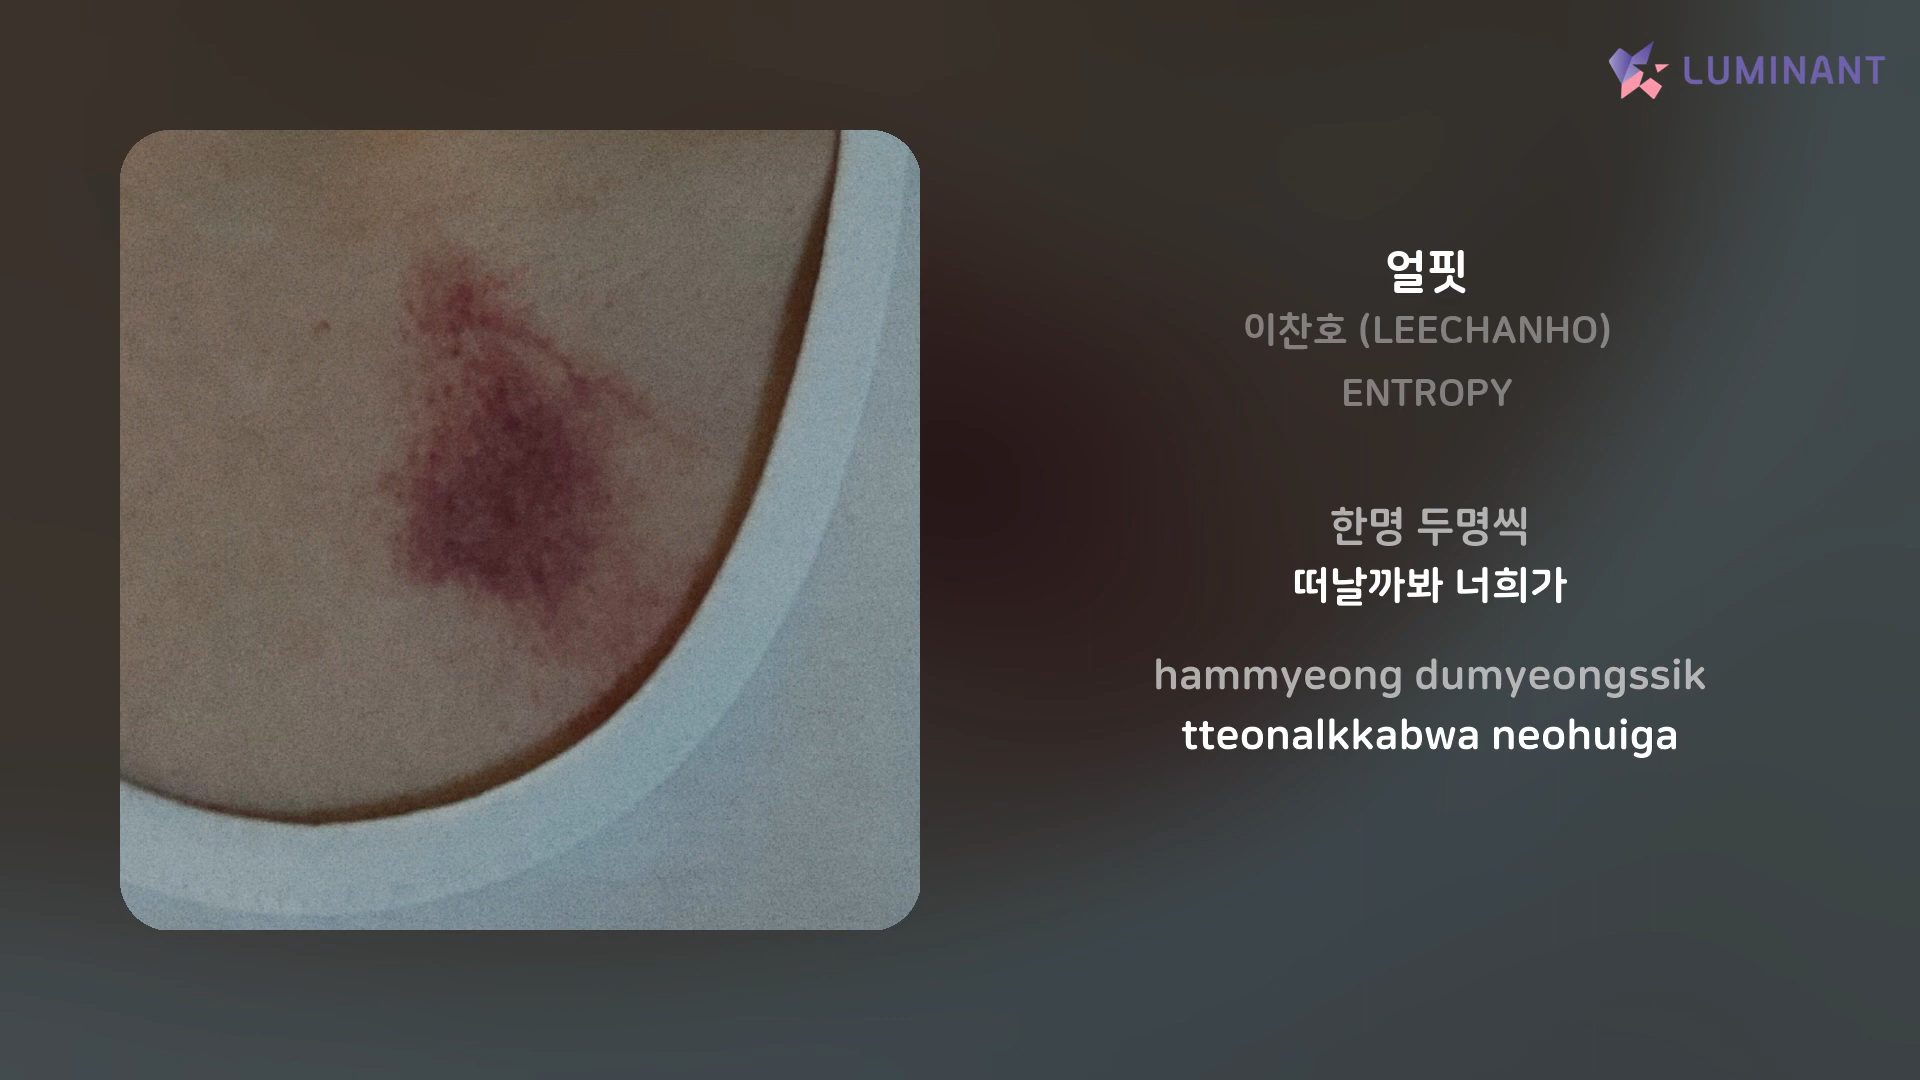 LUMINANT
얼핏
이찬호 (LEECHANHO)
ENTROPY
한명 두명씩
떠날까봐 너희가
hammyeong dumyeongssik
tteonalkkabwa neohuiga